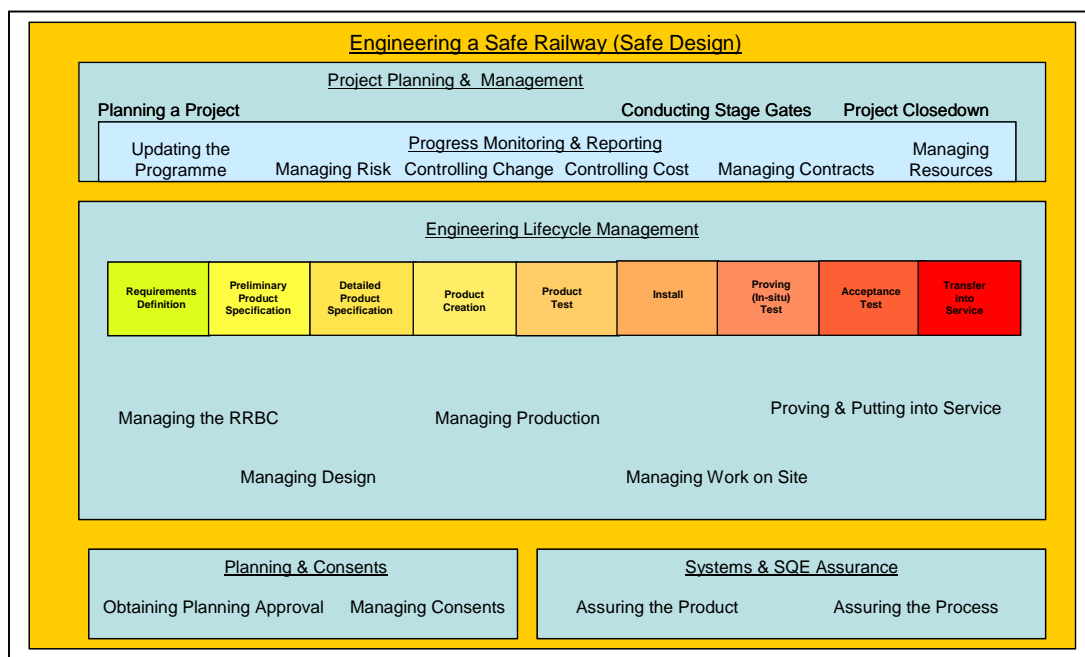 Engineering a Safe Railway (Safe Design)
Project Planning & Management
Planning a Project
Conducting Stage Gates
Project Closedown
Progress Monitoring & Reporting
Updating the
Programme
Managing Risk
Controlling Change
Controlling Cost
Managing Contracts
Managing
Resources
Engineering Lifecycle Management
Requirements
Definition
Preliminary
Product
Specification
Detailed
Product
Specification
Product
Creation
Product
Test
Install
Proving
(In-situ)
Test
Acceptance
Test
Transfer
into
Service
Managing the RRBC
Managing Production
Proving & Putting into Service
Managing Design
Managing Work on Site
Planning & Consents
Obtaining Planning Approval
Managing Consents
Systems & SQE Assurance
Assuring the Product
Assuring the Process